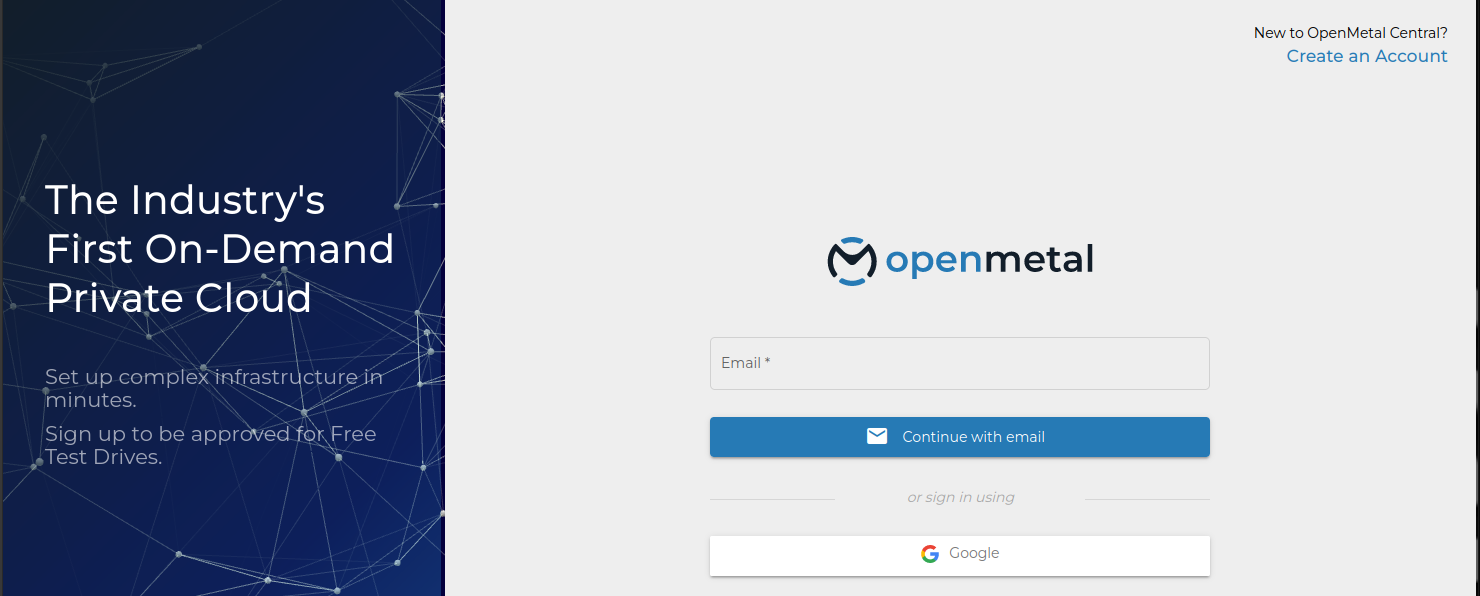 New to OpenMetal Central?
Create an Account
The Industry's
First On-Demand
Private Cloud
Set up complex infrastructure in
minutes.
Sign up to be approved for Free
Test Drives.
openmetal
Email *
Continue with email
or sign in using
Google